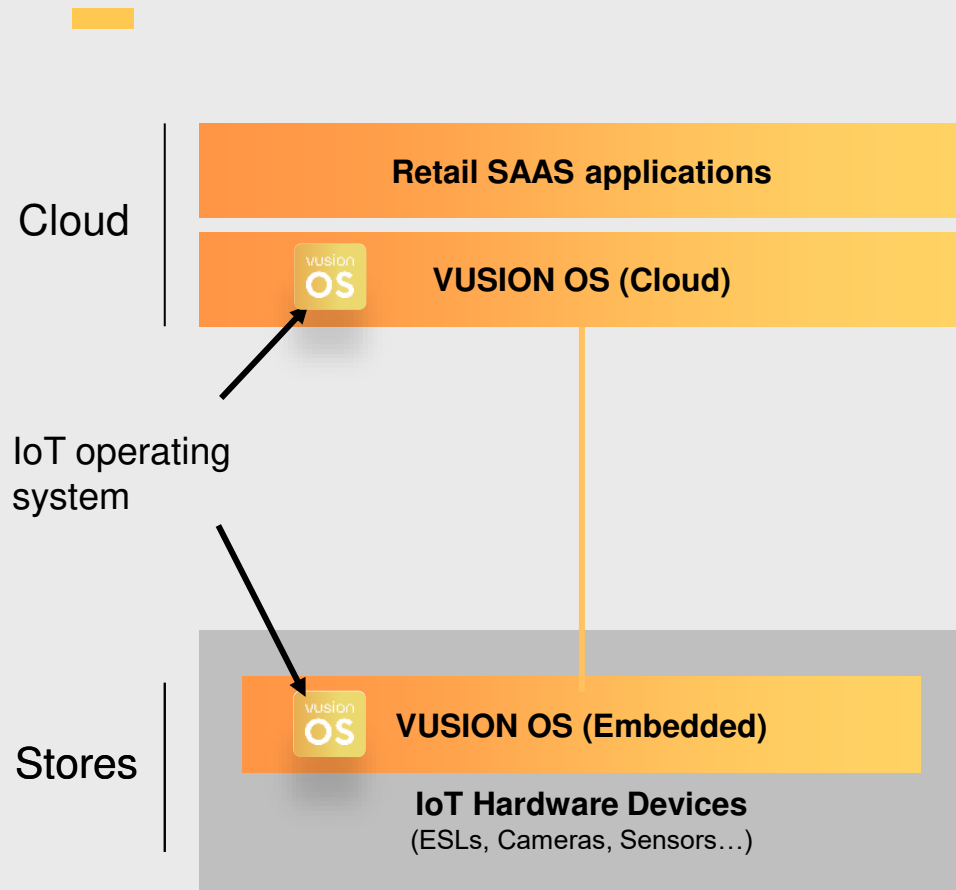 Retail SAAS applications
Cloud
vusion
OS
VUSION OS (Cloud)
IoT operating
system
vusion
OS
VUSION OS (Embedded)
Stores
IoT Hardware Devices
(ESLs, Cameras, Sensors…)